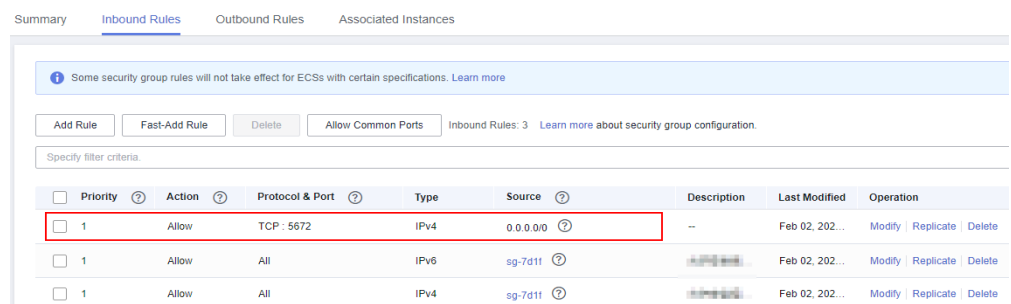 Summary Inbound Rules Outbound Rules Associated Instances
Some security group rules will not take effect for ECSs with certain specifications. Learn more
Add Rule Fast-Add Rule Delete Allow Common Ports Inbound Rules: 3 Learn more about security group configuration.
Specify filter criteria.
Priority ? Action ? Protocol & Port ? Type Source ? Description Last Modified Operation
1 Allow TCP : 5672 IPv4 0.0.0.0/0 ? -- Feb 02, 202... Modify Replicate Delete
1 Allow All IPv6 sg-7d1f ? Feb 02, 202... Modify Replicate Delete
1 Allow All IPv4 sg-7d1f ? Feb 02, 202... Modify Replicate Delete